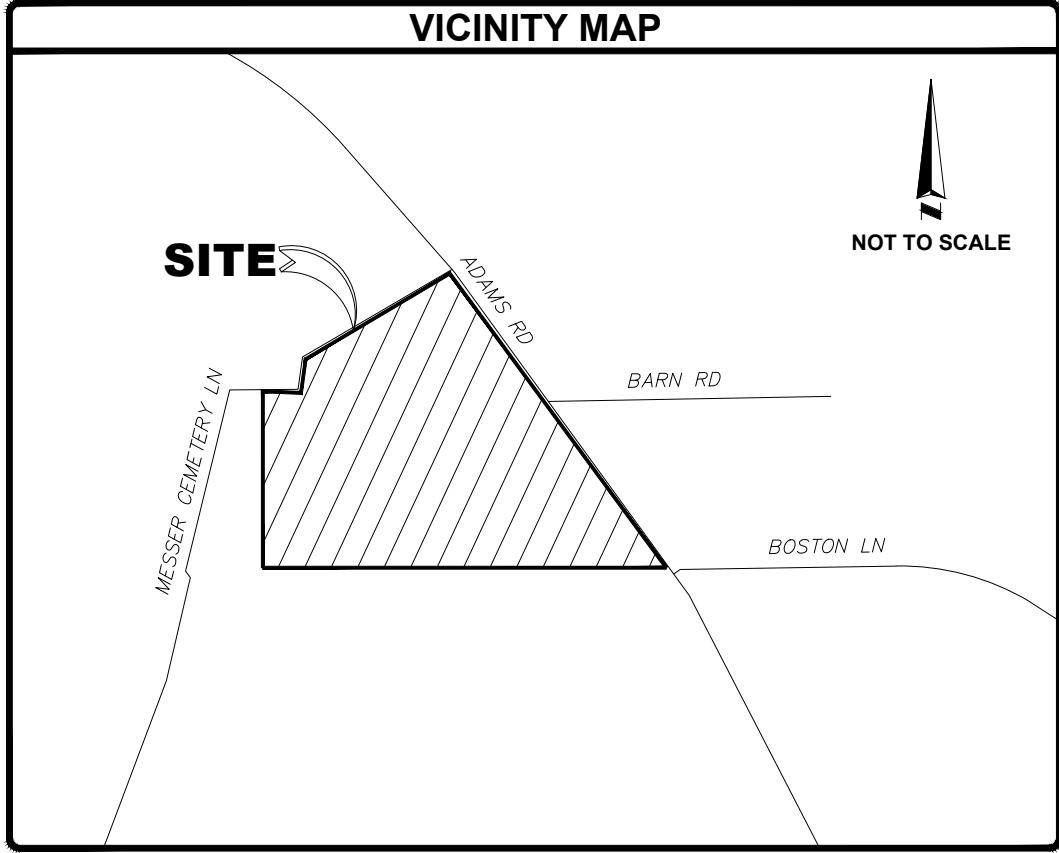 VICINITY MAP
NOT TO SCALE
SITE
ADAMS RD
BARN RD
MESSER CEMETERY LN
BOSTON LN